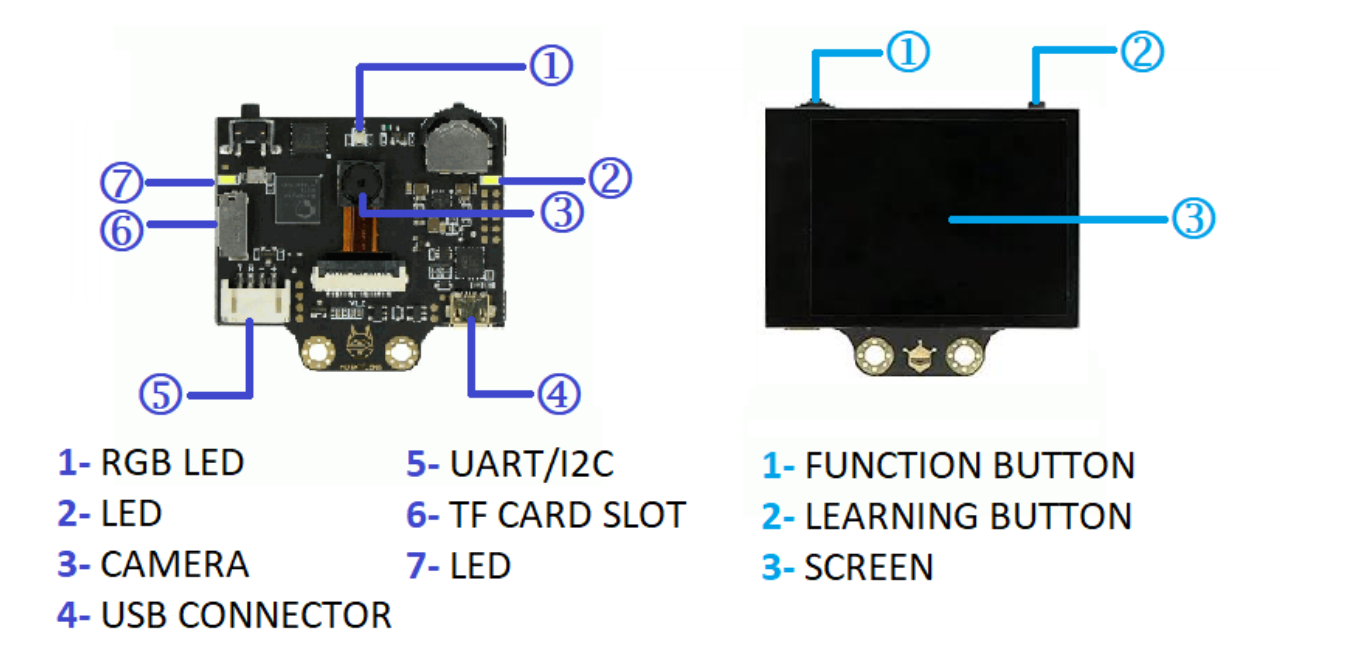 ①
②
③
④
⑤
⑥
⑦
1- RGB LED
2- LED
3- CAMERA
4- USB CONNECTOR
5- UART/I2C
6- TF CARD SLOT
7- LED
①
②
③
1- FUNCTION BUTTON
2- LEARNING BUTTON
3- SCREEN